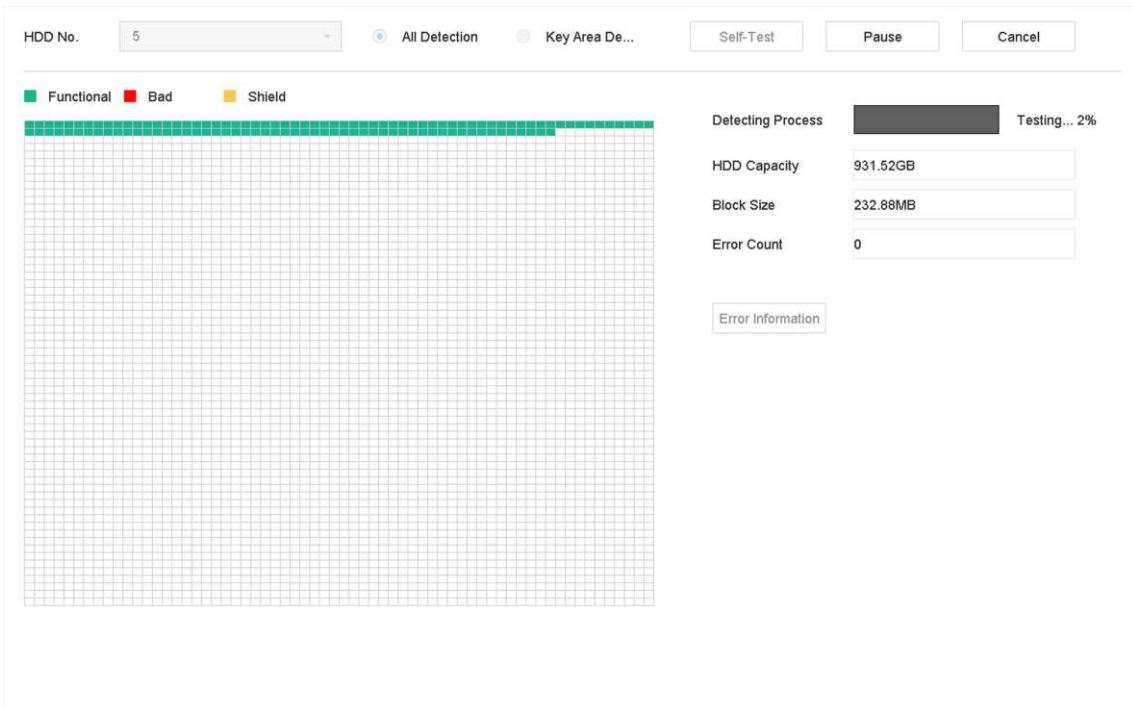 HDD No. 5 All Detection Key Area De... Self-Test Pause Cancel
Functional Bad Shield
Detecting Process Testing... 2%
HDD Capacity 931.52GB
Block Size 232.88MB
Error Count 0
Error Information